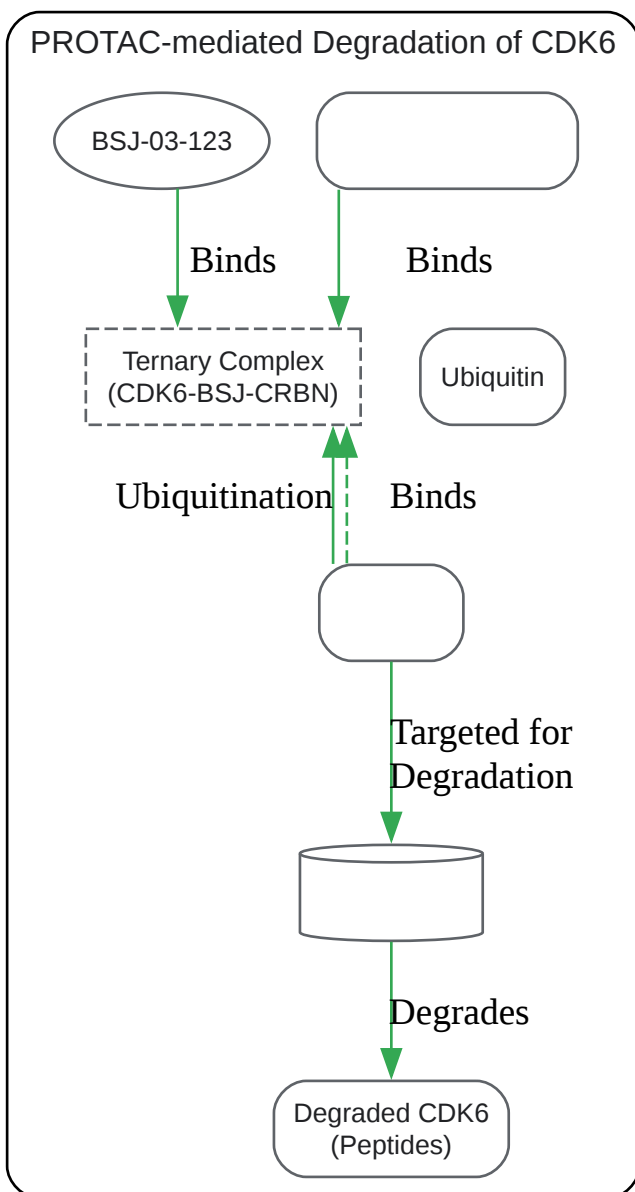 PROTAC-mediated Degradation of CDK6
BSJ-03-123
Binds
Binds
Ternary Complex
(CDK6-BSJ-CRBN)
Ubiquitin
Ubiquitination
Binds
Targeted for
Degradation
Degrades
Degraded CDK6
(Peptides)